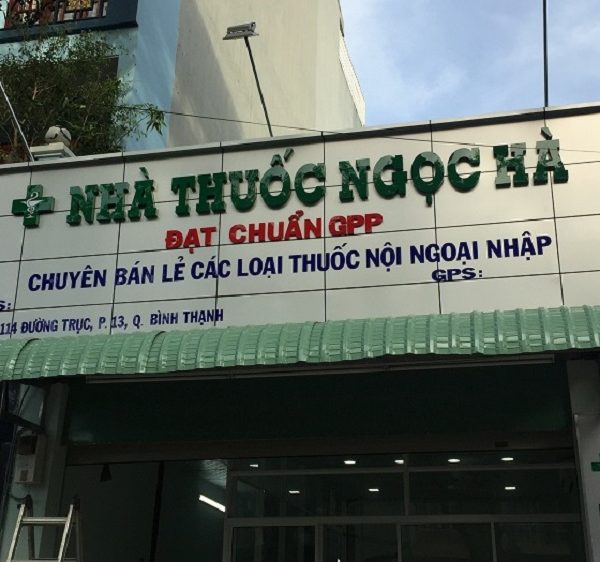 NHÀ THUỐC NGỌC HÀ
ĐẠT CHUẨN GPP
CHUYÊN BÁN LẺ CÁC LOẠI THUỐC NỘI NGOẠI NHẬP
GPS:
S:
114 ĐƯỜNG TRỤC, P. 13, Q. BÌNH THẠNH